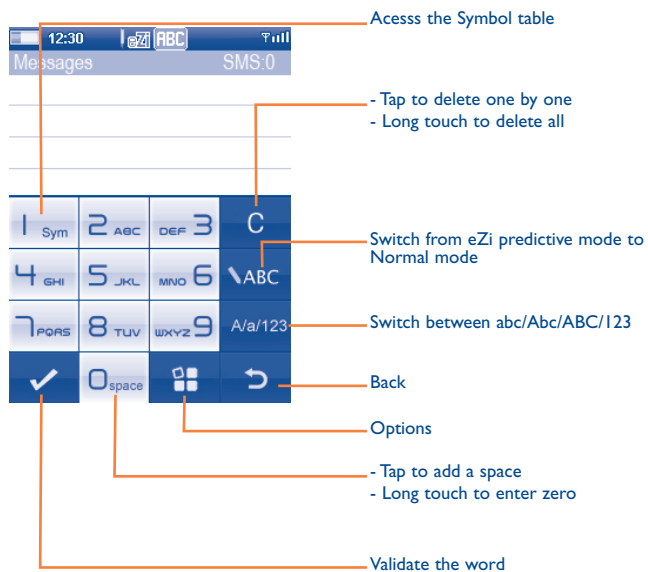 Acesss the Symbol table
12:30 eZi ABC
Messages SMS:0
- Tap to delete one by one
- Long touch to delete all
1 Sym 2 ABC DEF 3 C
Switch from eZi predictive mode to
Normal mode
4 GHI 5 JKL MNO 6 \ABC
7 PQRS 8 TUV WXYZ 9 A/a/123
Switch between abc/Abc/ABC/123
0 space
Back
Options
- Tap to add a space
- Long touch to enter zero
Validate the word